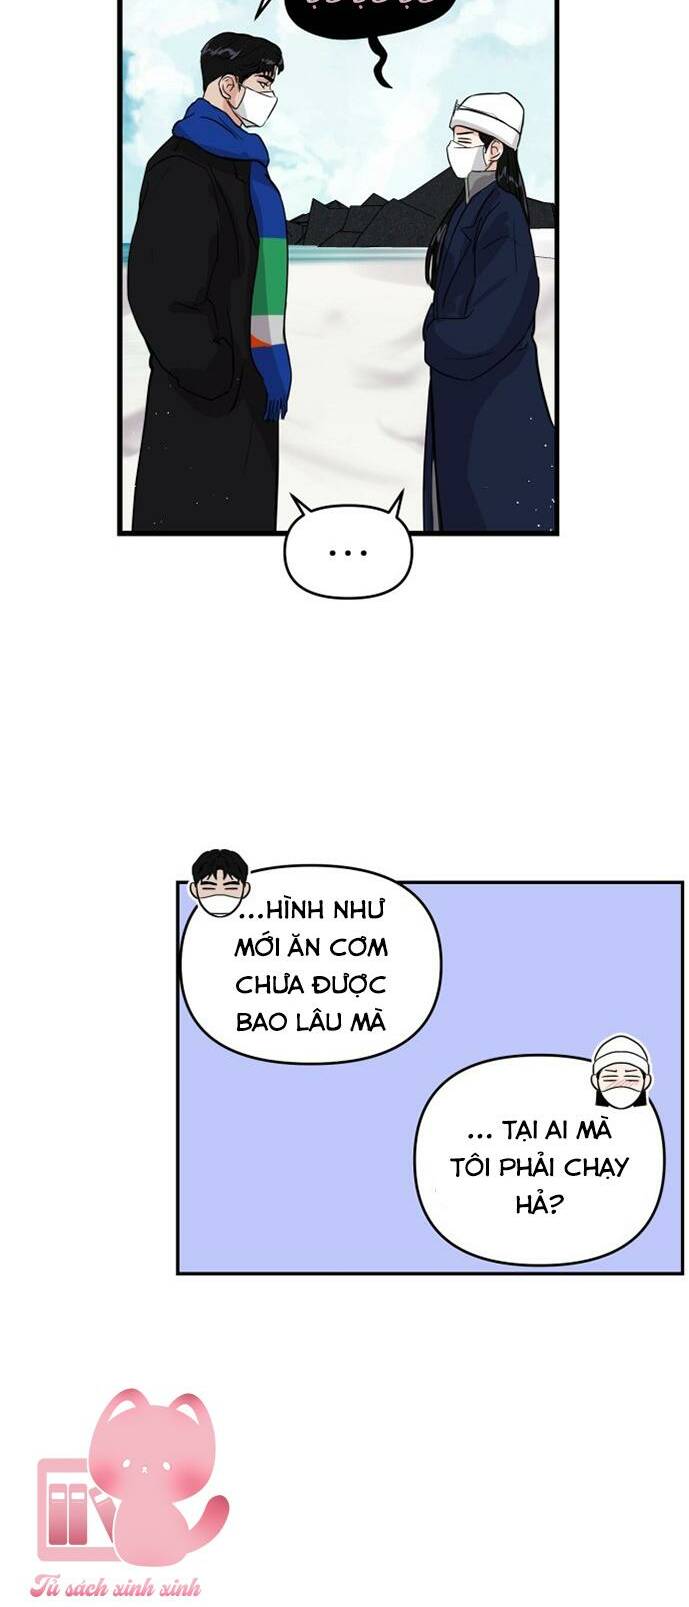 ...
...HÌNH NHƯ
MỚI ĂN CƠM
CHƯA ĐƯỢC
BAO LÂU MÀ
... TẠI AI MÀ
TÔI PHẢI CHẠY
HẢ?
Tủ sách xinh xinh